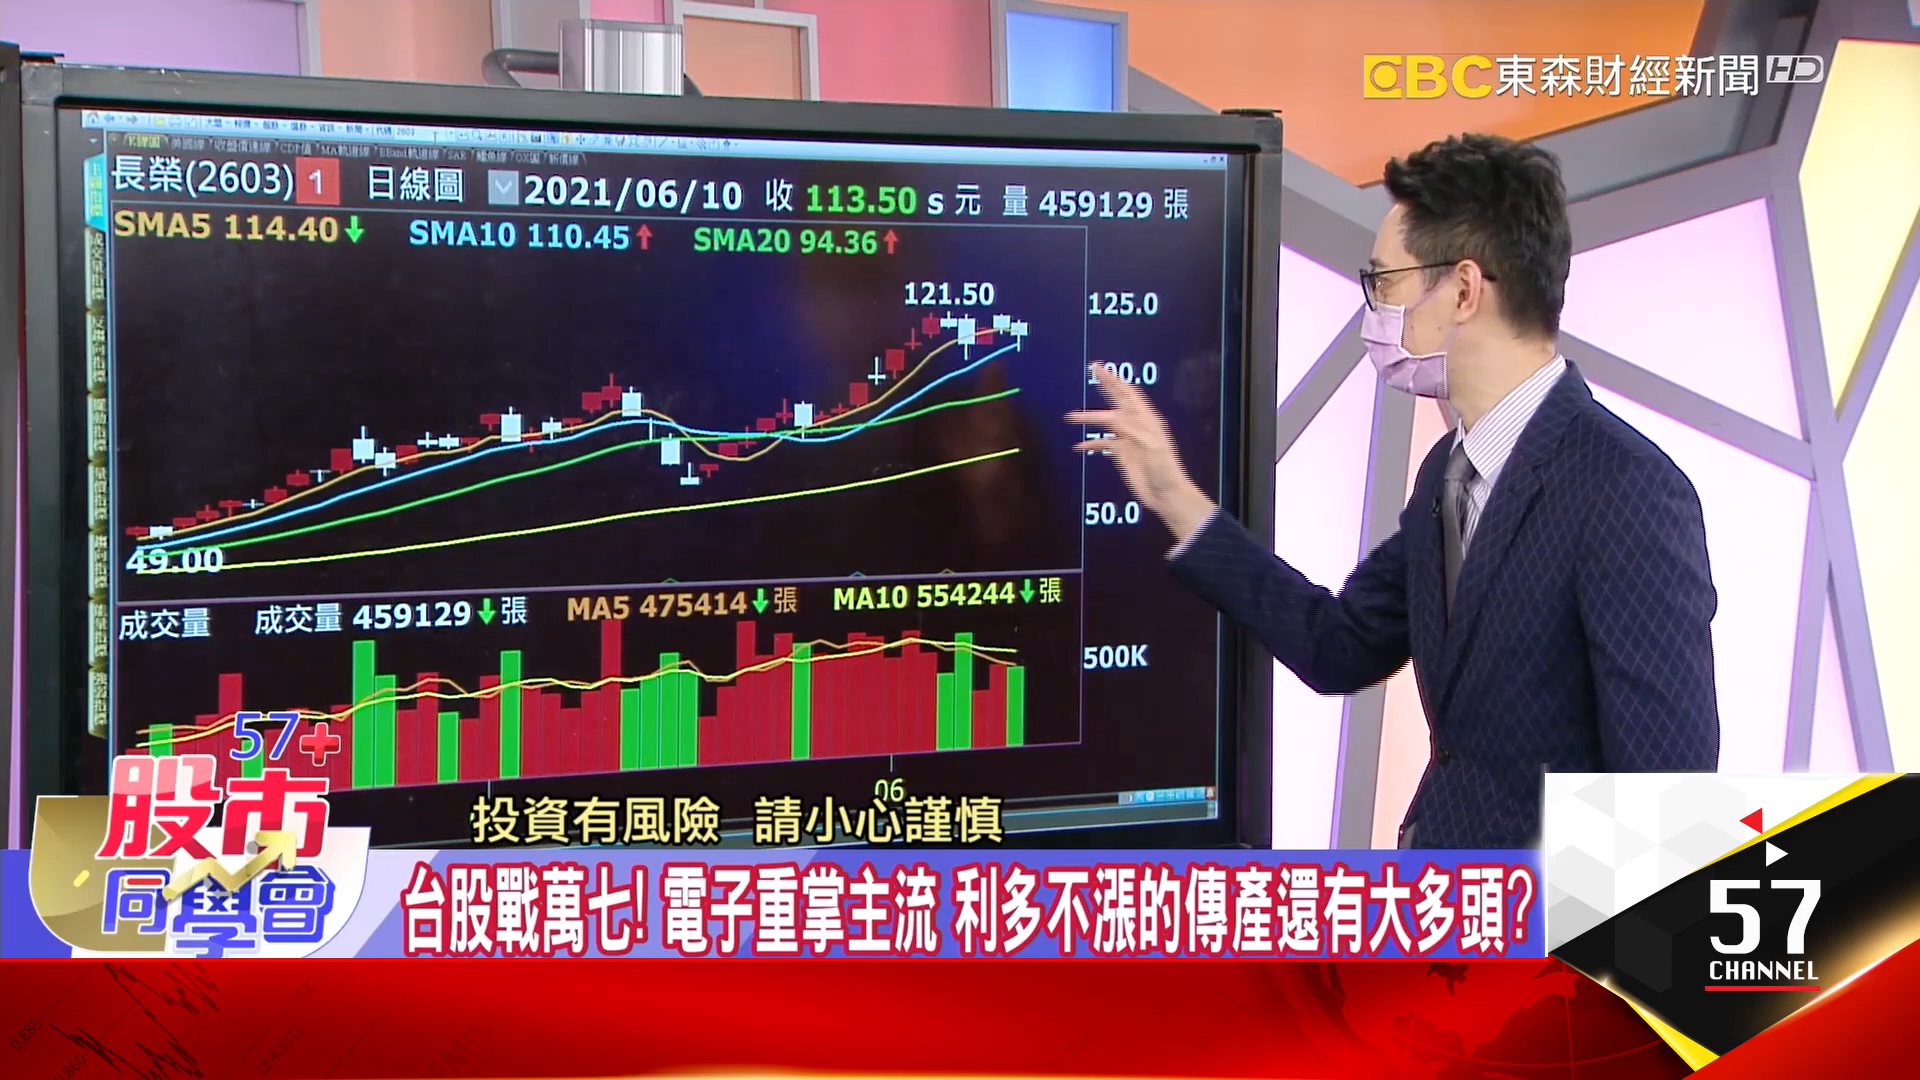 EBC東森財經新聞HD
長榮(2603) 1 日線圖 2021/06/10 收 113.50 s 元 量 459129 張
SMA5 114.40↓ SMA10 110.45↑ SMA20 94.36↑
121.50
125.0
100.0
50.0
49.00
成交量 成交量 459129↓張 MA5 475414↓張 MA10 554244↓張
500K
06
57+
股市
同學會
投資有風險 請小心謹慎
台股戰萬七! 電子重掌主流 利多不漲的傳產還有大多頭?
57
CHANNEL